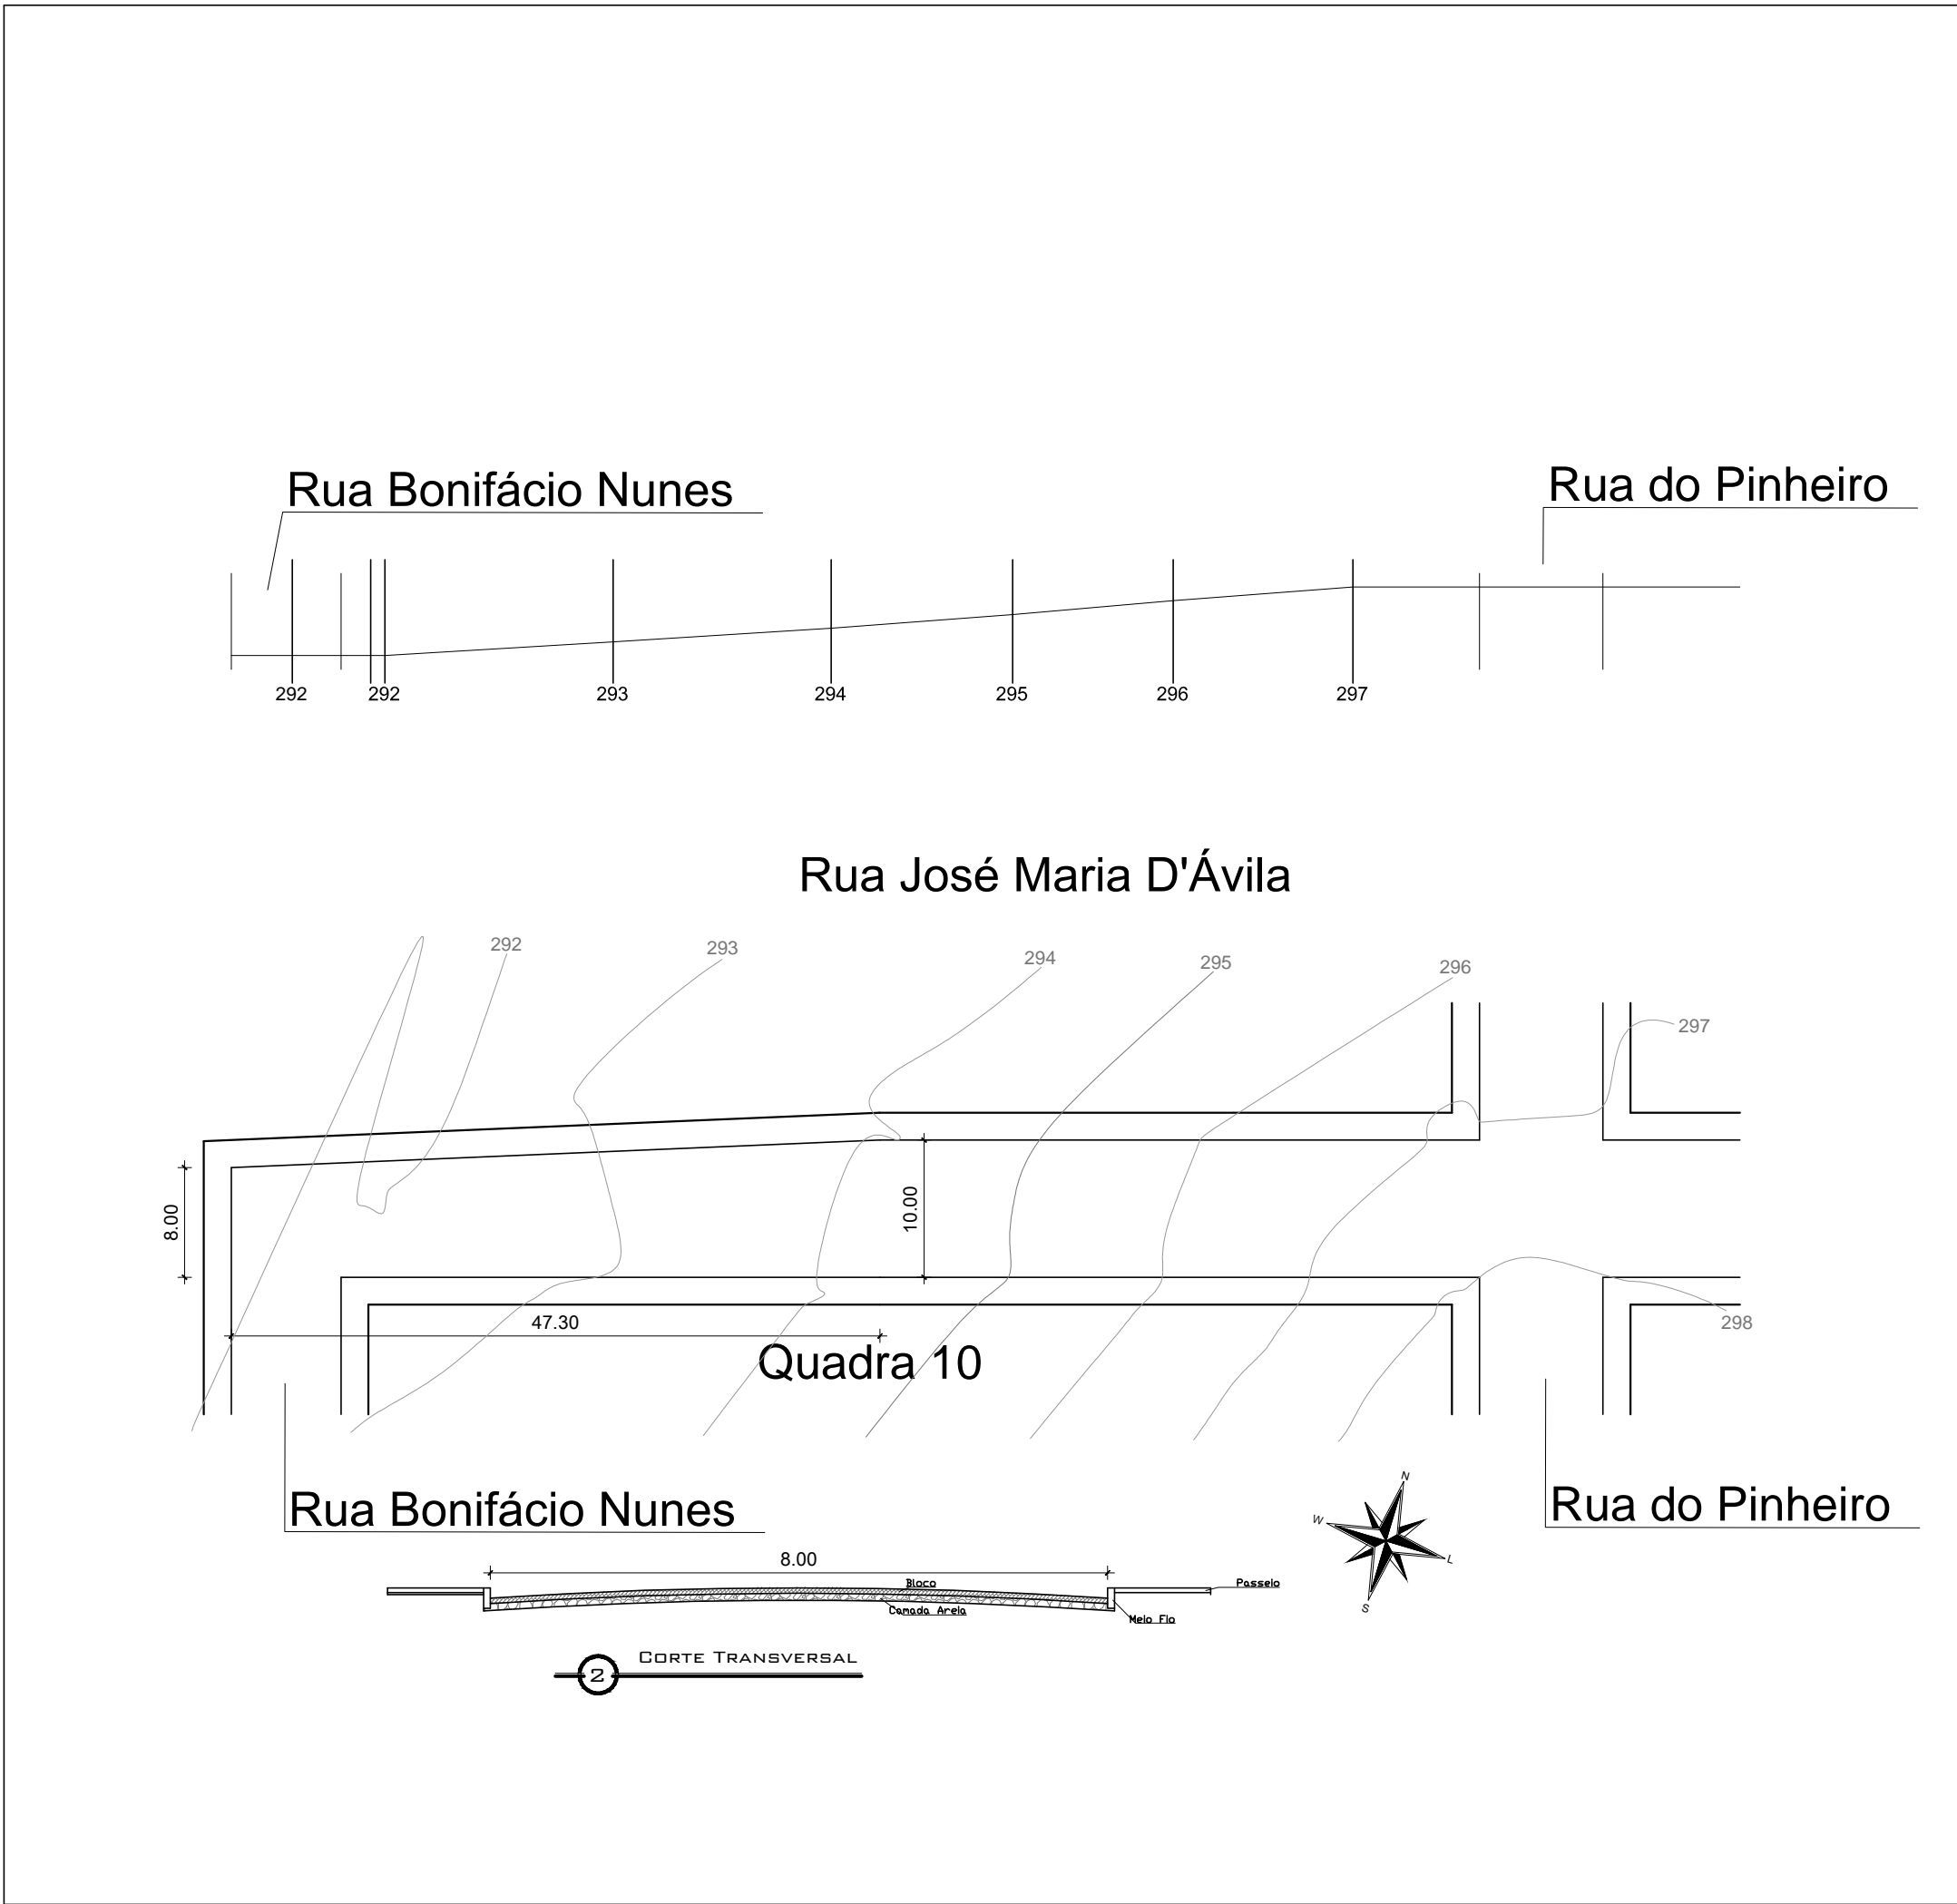 Rua Bonifácio Nunes
Rua do Pinheiro
292 292 293 294 295 296 297
Rua José Maria D'Ávila
292 293 294 295 296
297
8.00
10.00
47.30
298
Quadra 10
Rua Bonifácio Nunes
Rua do Pinheiro
N
W
L
S
8.00
Bloco
Passeio
Camada Areia
Meio Fio
2
CORTE TRANSVERSAL